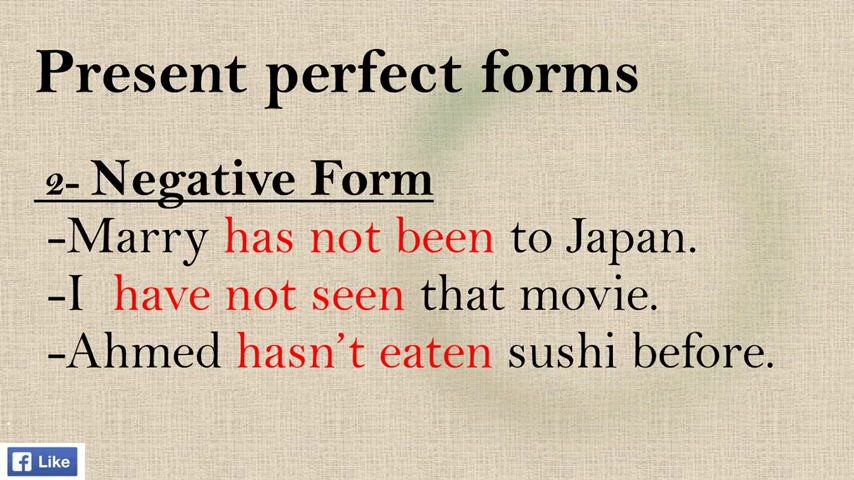 Present perfect forms
2- Negative Form
-Marry has not been to Japan.
-I have not seen that movie.
-Ahmed hasn't eaten sushi before.
f Like